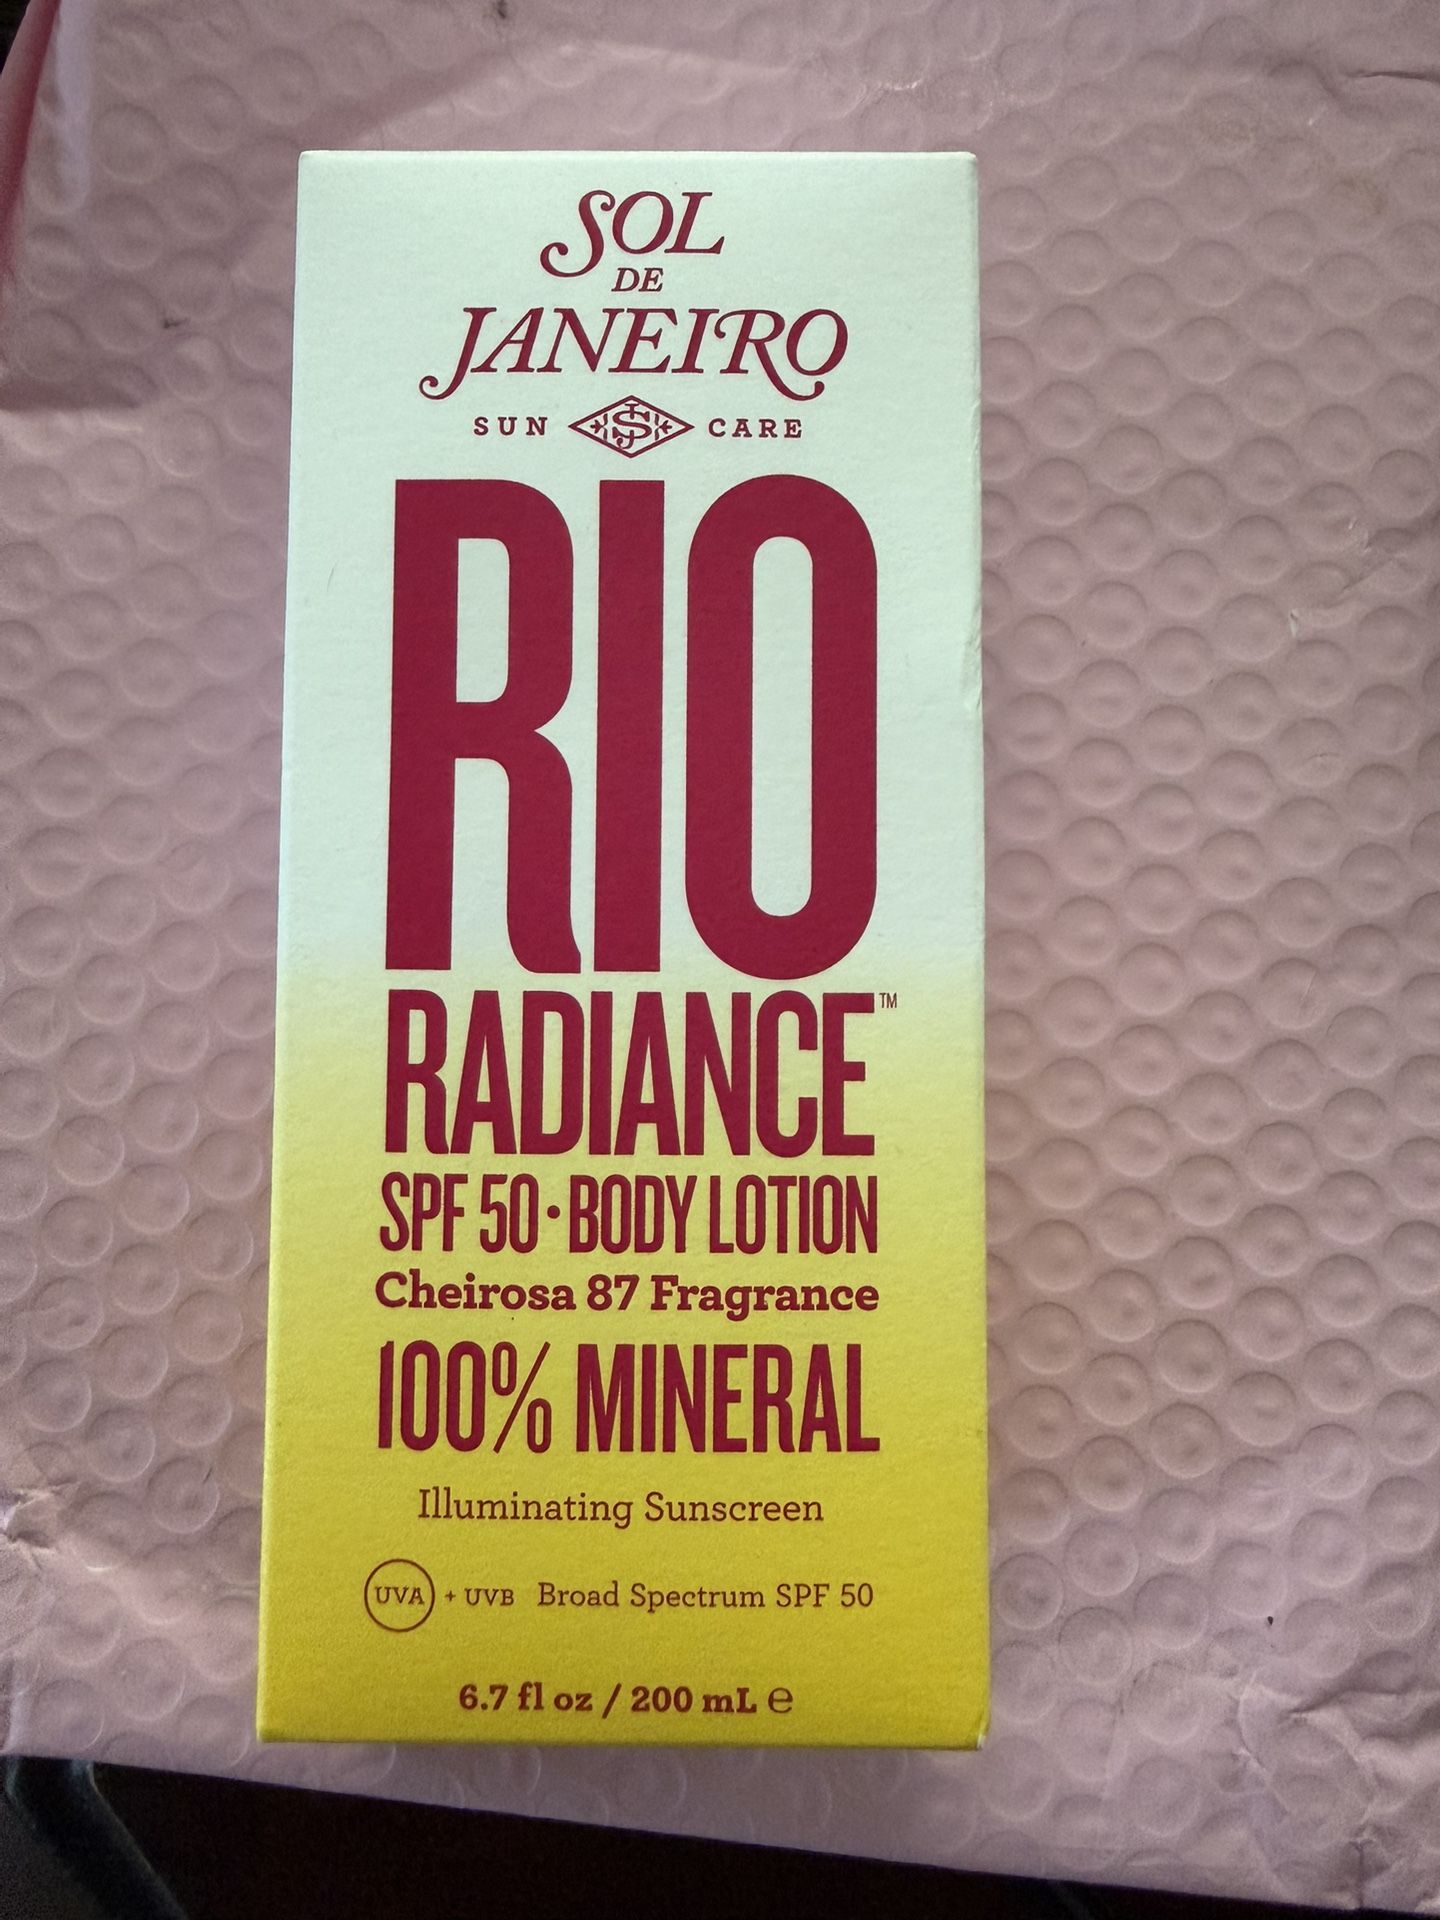 SOL
DE
JANEIRO
SUN SJ CARE
RIO
RADIANCE™
SPF 50 · BODY LOTION
Cheirosa 87 Fragrance
100% MINERAL
Illuminating Sunscreen
UVA + UVB Broad Spectrum SPF 50
6.7 fl oz / 200 mL ℮